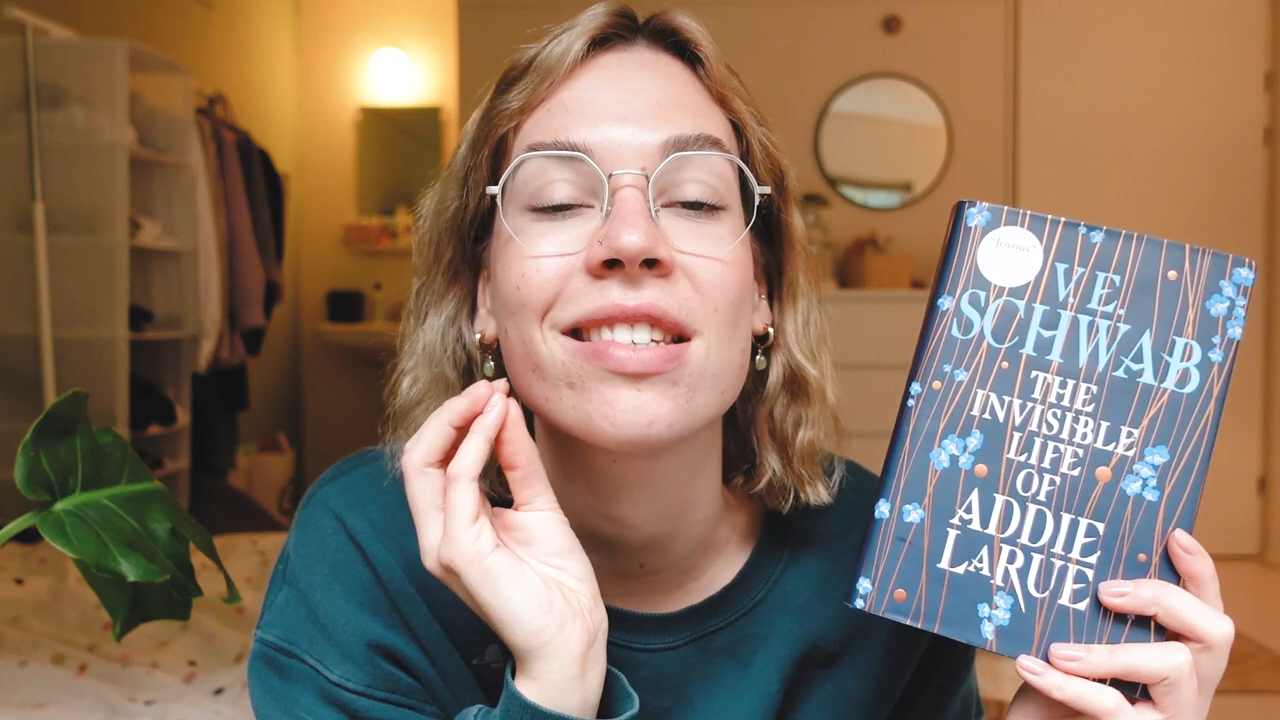 "Joyous"
V. E.
SCHWAB
THE
INVISIBLE
LIFE
OF
ADDIE
LaRUE